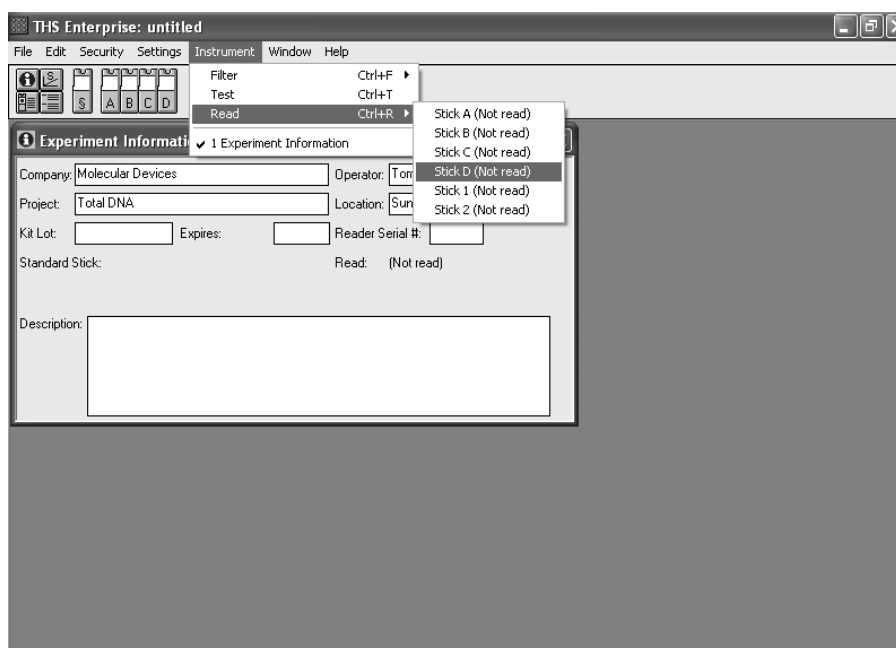 THS Enterprise: untitled
File Edit Security Settings Instrument Window Help
§ A B C D
Filter Ctrl+F
Test Ctrl+T
Read Ctrl+R
✔ 1 Experiment Information
Stick A (Not read)
Stick B (Not read)
Stick C (Not read)
Stick D (Not read)
Stick 1 (Not read)
Stick 2 (Not read)
Experiment Informati
Company: Molecular Devices Operator: Tom
Project: Total DNA Location: Sun
Kit Lot: Expires: Reader Serial #:
Standard Stick: Read: (Not read)
Description: